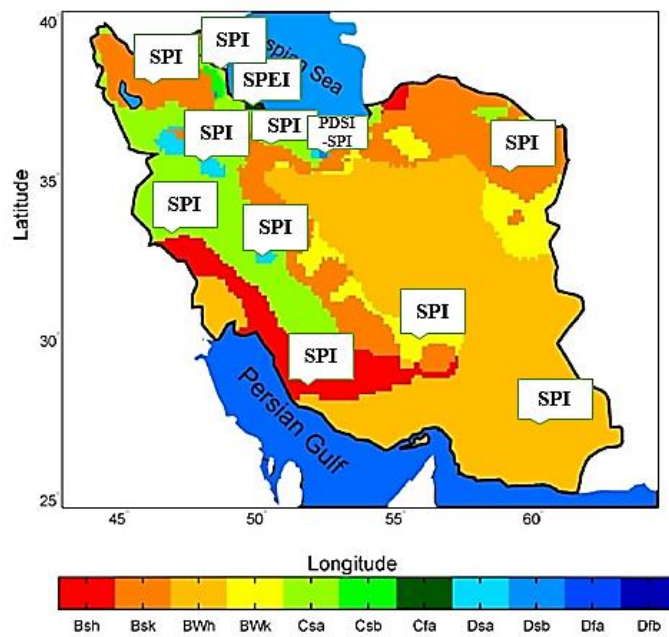 40
SPI
SPI
spian Sea
SPEI
SPI
SPI
PDSI
-SPI
SPI
35
SPI
SPI
Latitude
SPI
30
SPI
SPI
Persian Gulf
25
45
50
55
60
Longitude
Bsh Bsk BWh BWk Csa Csb Cfa Dsa Dsb Dfa Dfb